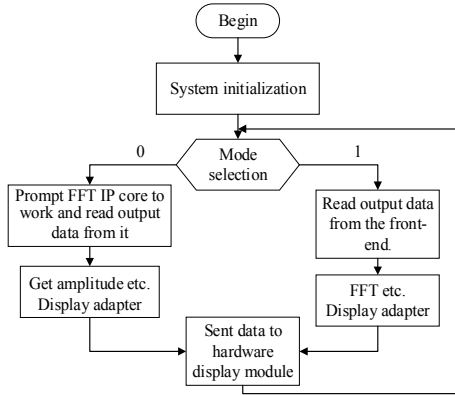 Begin
System initialization
0
Mode
selection
1
Prompt FFT IP core to
work and read output
data from it
Read output data
from the front-
end.
Get amplitude etc.
Display adapter
FFT etc.
Display adapter
Sent data to
hardware
display module